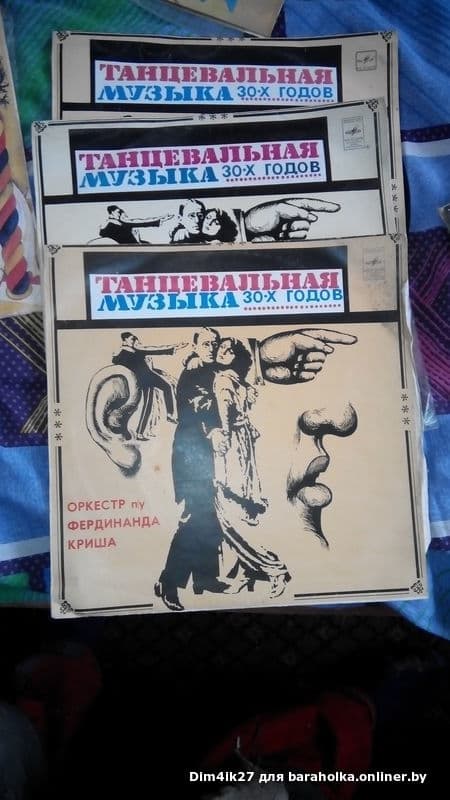 ТАНЦЕВАЛЬНАЯ
МУЗЫКА 30-Х ГОДОВ
ТАНЦЕВАЛЬНАЯ
МУЗЫКА 30-Х ГОДОВ
ТАНЦЕВАЛЬНАЯ
МУЗЫКА 30-Х ГОДОВ
ОРКЕСТР п/у
ФЕРДИНАНДА
КРИША
Dim4ik27 для baraholka.onliner.by